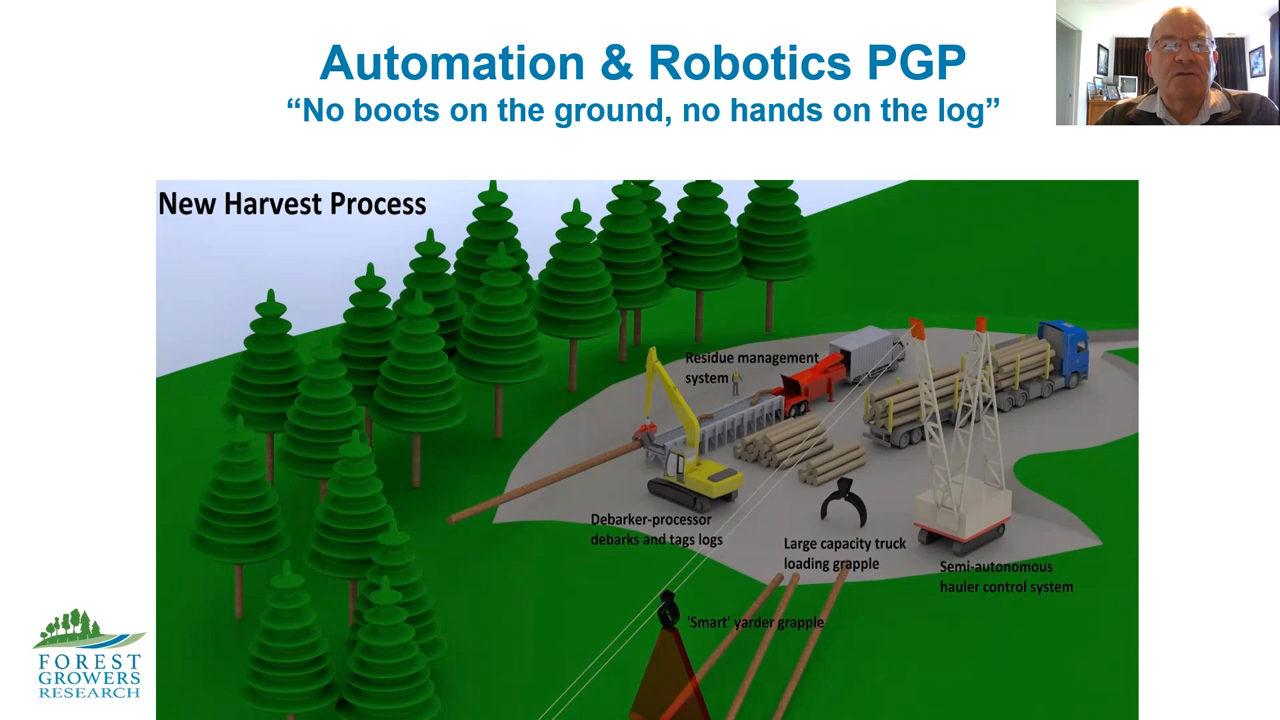 Automation & Robotics PGP
“No boots on the ground, no hands on the log”
New Harvest Process
Residue management
system
Debarker-processor
debarks and tags logs
Large capacity truck
loading grapple
Semi-autonomous
hauler control system
'Smart' yarder grapple
FOREST
GROWERS
RESEARCH